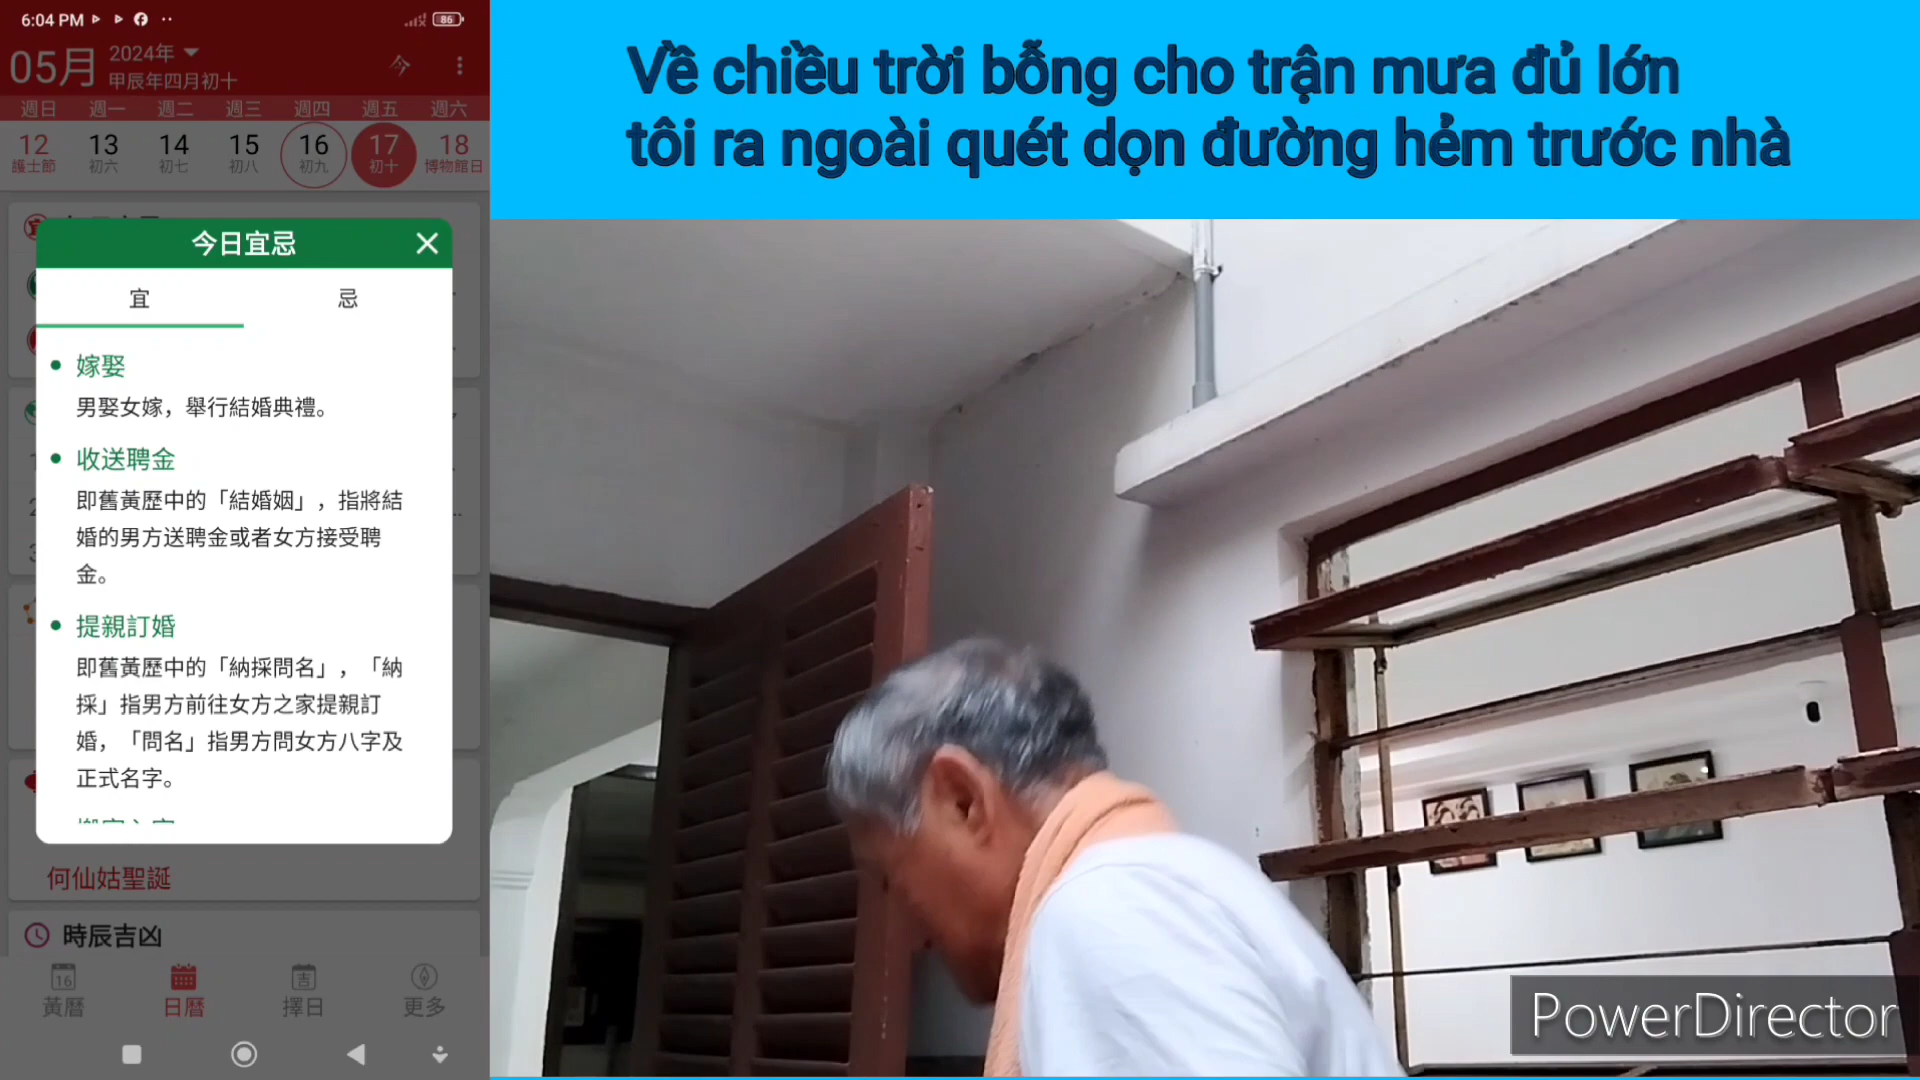 6:04 PM
86
05月
2024年
甲辰年四月初十
今
週日 週一 週二 週三 週四 週五 週六
12 13 14 15 16 17 18
護士節 初六 初七 初八 初九 初十 博物館日
今日宜忌
宜 忌
嫁娶
男娶女嫁，舉行結婚典禮。
收送聘金
即舊黃歷中的「結婚姻」，指將結
婚的男方送聘金或者女方接受聘
金。
提親訂婚
即舊黃歷中的「納採問名」，「納
採」指男方前往女方之家提親訂
婚，「問名」指男方問女方八字及
正式名字。
何仙姑聖誕
時辰吉凶
16 吉
黃曆 日曆 擇日 更多
Về chiều trời bỗng cho trận mưa đủ lớn
tôi ra ngoài quét dọn đường hẻm trước nhà
PowerDirector